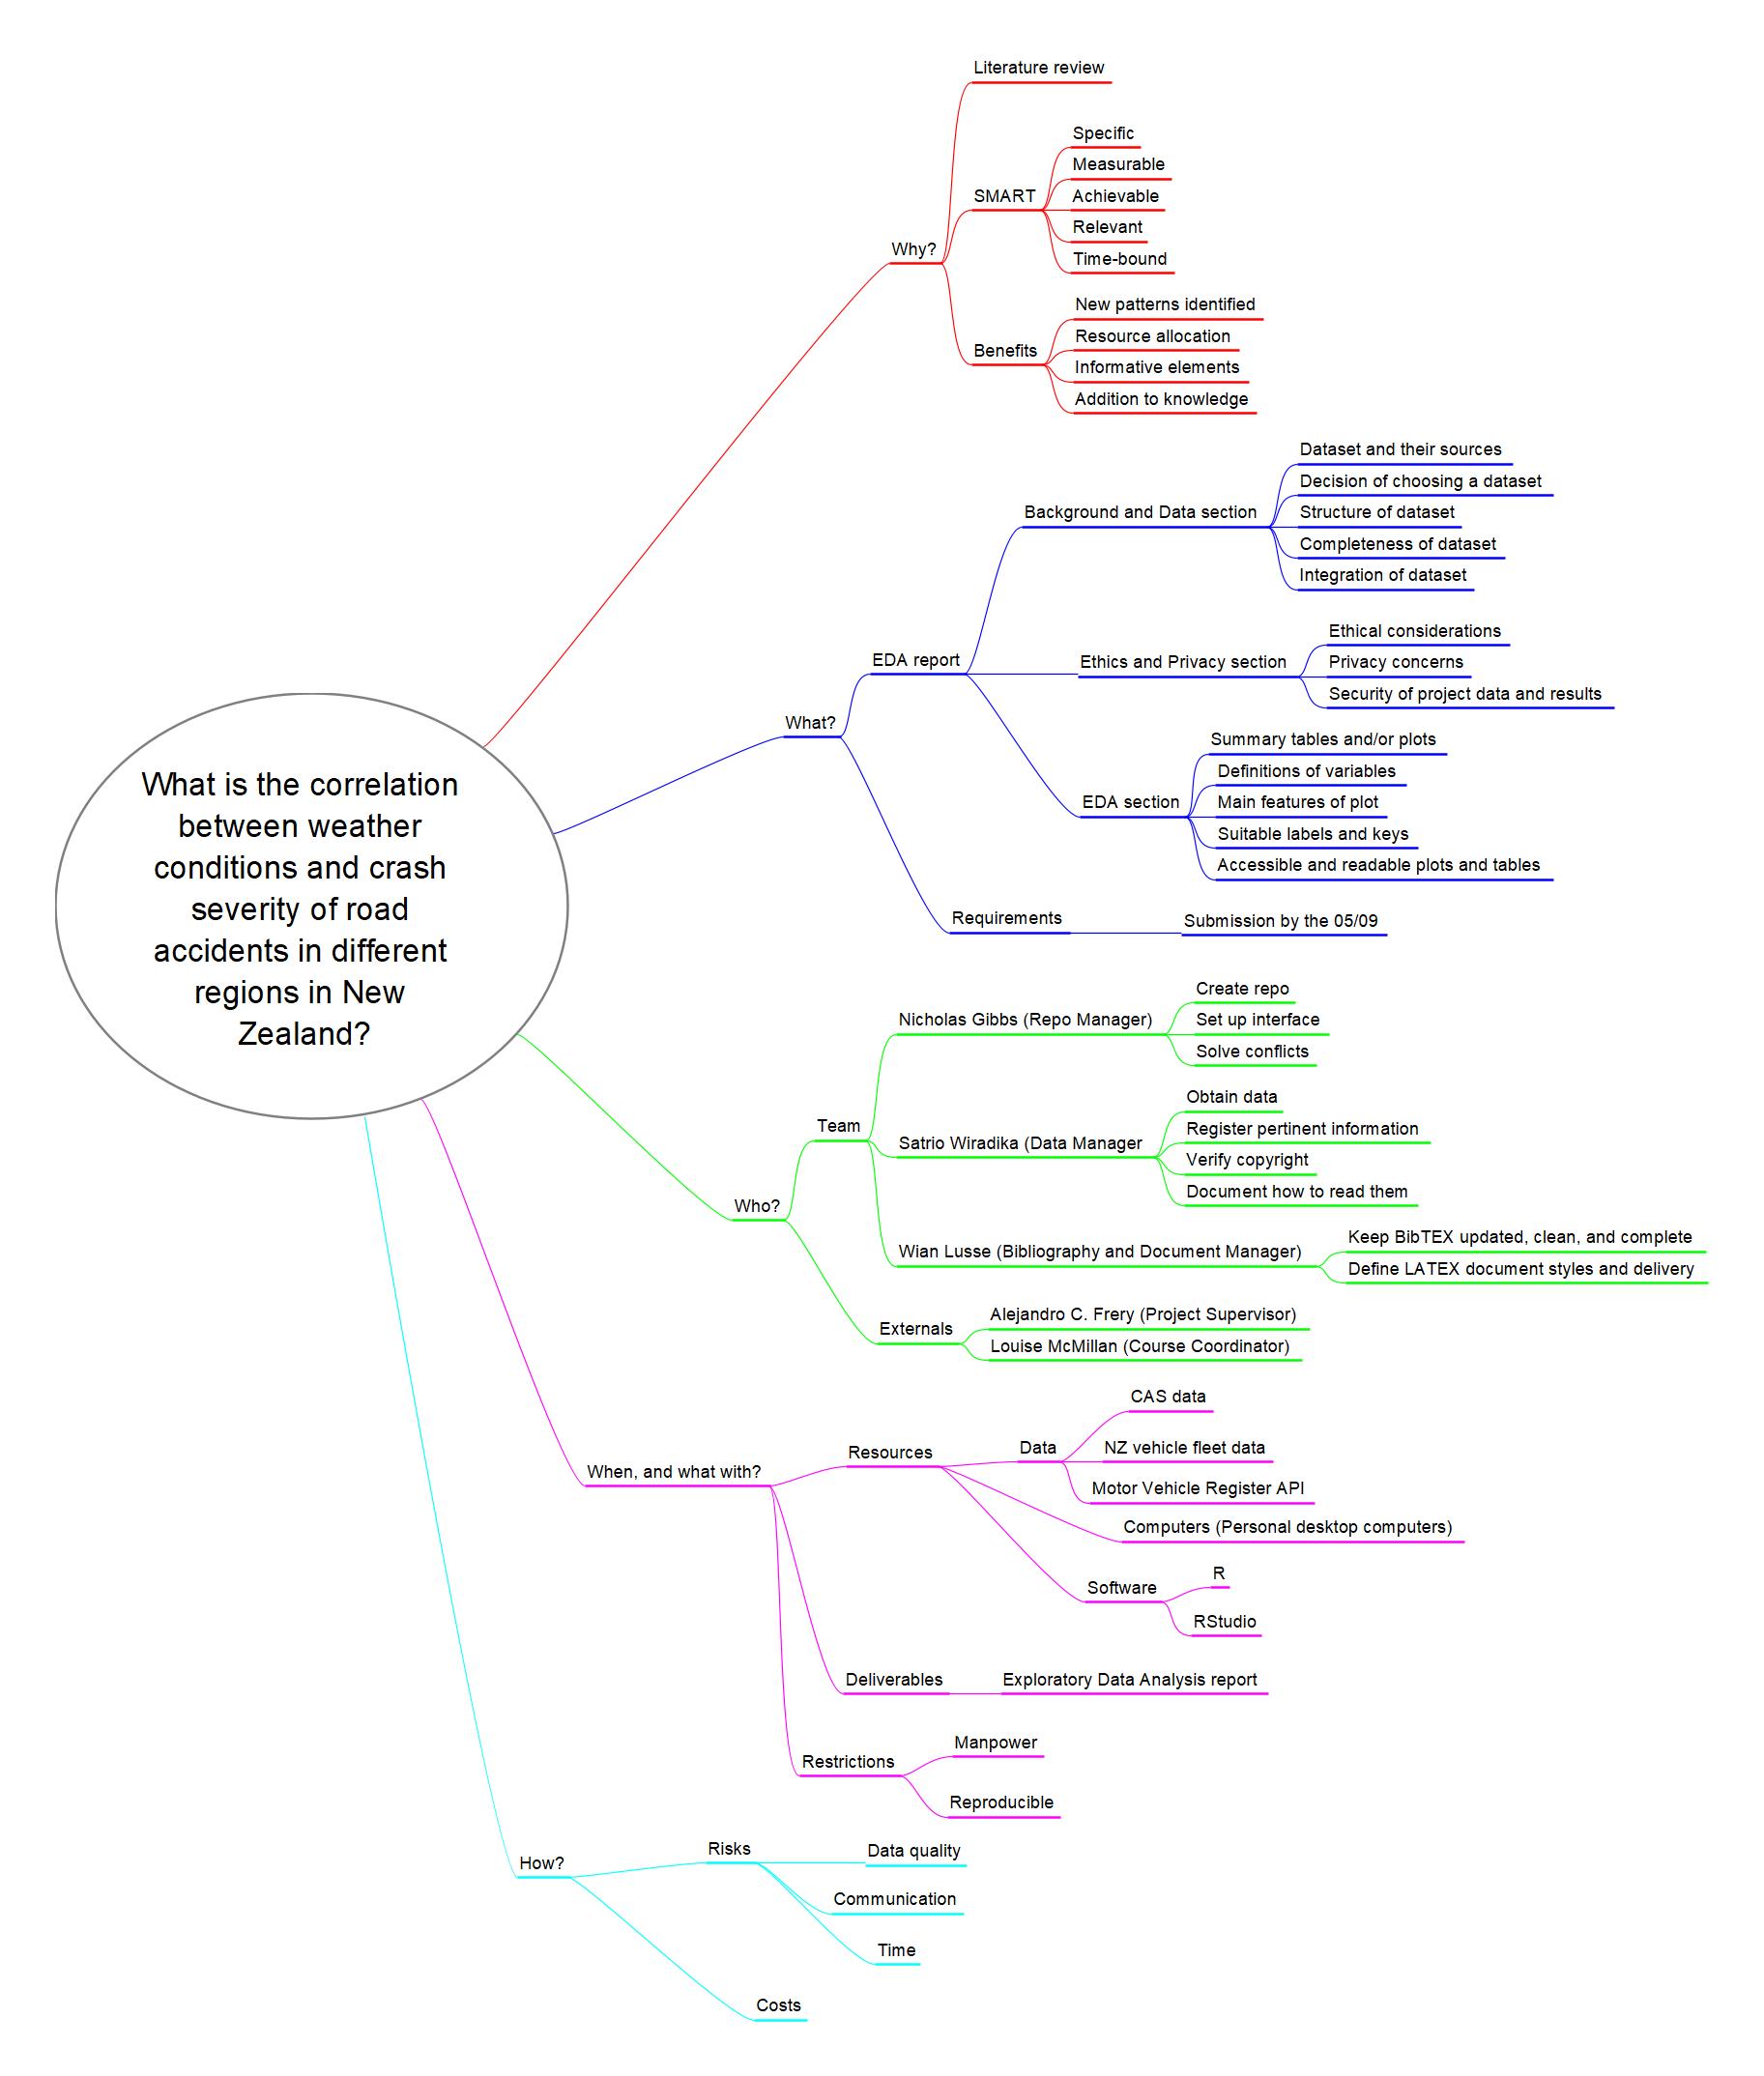 What is the correlation
between weather
conditions and crash
severity of road
accidents in different
regions in New
Zealand?
Why?
Literature review
SMART
Specific
Measurable
Achievable
Relevant
Time-bound
Benefits
New patterns identified
Resource allocation
Informative elements
Addition to knowledge
What?
EDA report
Background and Data section
Dataset and their sources
Decision of choosing a dataset
Structure of dataset
Completeness of dataset
Integration of dataset
Ethics and Privacy section
Ethical considerations
Privacy concerns
Security of project data and results
EDA section
Summary tables and/or plots
Definitions of variables
Main features of plot
Suitable labels and keys
Accessible and readable plots and tables
Requirements
Submission by the 05/09
Who?
Team
Nicholas Gibbs (Repo Manager)
Create repo
Set up interface
Solve conflicts
Satrio Wiradika (Data Manager
Obtain data
Register pertinent information
Verify copyright
Document how to read them
Wian Lusse (Bibliography and Document Manager)
Keep BibTEX updated, clean, and complete
Define LATEX document styles and delivery
Externals
Alejandro C. Frery (Project Supervisor)
Louise McMillan (Course Coordinator)
When, and what with?
Resources
Data
CAS data
NZ vehicle fleet data
Motor Vehicle Register API
Computers (Personal desktop computers)
Software
R
RStudio
Deliverables
Exploratory Data Analysis report
Restrictions
Manpower
Reproducible
How?
Risks
Data quality
Communication
Time
Costs